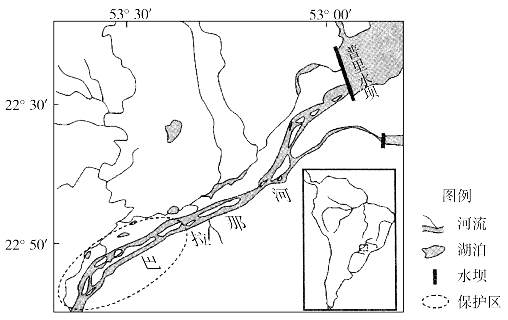 53° 30′ 53° 00′
普里水坝
22° 30′
河
那
拉
巴
22° 50′
图例
河流
湖泊
水坝
保护区